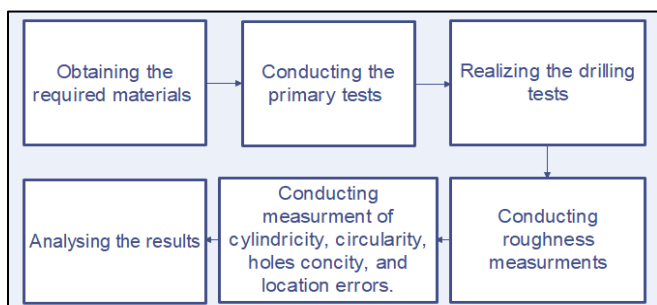 Obtaining the
required materials
Conducting the
primary tests
Realizing the drilling
tests
Conducting
roughness
measurments
Conducting
measurment of
cylindricity, circularity,
holes concity, and
location errors.
Analysing the results